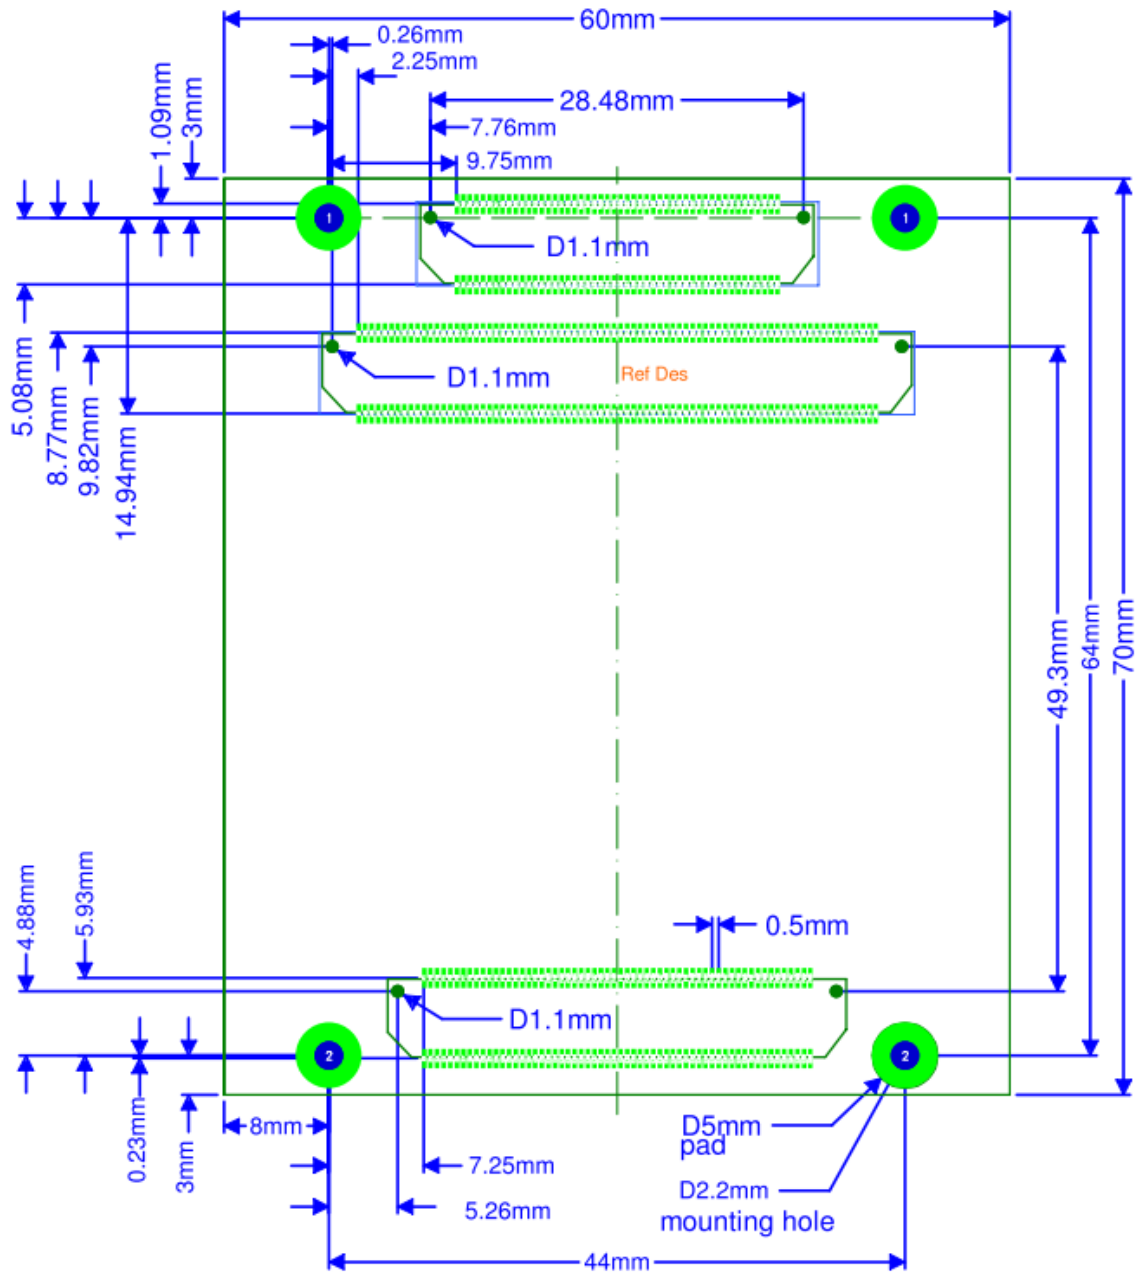 60mm
0.26mm
2.25mm
28.48mm
7.76mm
9.75mm
1.09mm
3mm
1
1
D1.1mm
D1.1mm
Ref Des
5.08mm
8.77mm
9.82mm
14.94mm
49.3mm
64mm
70mm
4.88mm
5.93mm
0.5mm
D1.1mm
2
2
0.23mm
3mm
8mm
7.25mm
5.26mm
D5mm
pad
D2.2mm
mounting hole
44mm